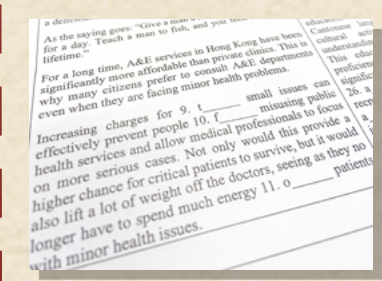 a
As the saying goes: "Give a man a
for a day. Teach a man to fish, and you
lifetime."
For a long time, A&E services in Hong Kong have been
significantly more affordable than private clinics. This is
why many citizens prefer to consult A&E departments
even when they are facing minor health problems.
Increasing charges for 9. t______ small issues can
effectively prevent people 10. f______ misusing public
health services and allow medical professionals to focus
on more serious cases. Not only would this provide a
higher chance for critical patients to survive, but it would
also lift a lot of weight off the doctors, seeing as they no
longer have to spend much energy 11. o______ patients
with minor health issues.
Cantonese
cultural
This
26. a